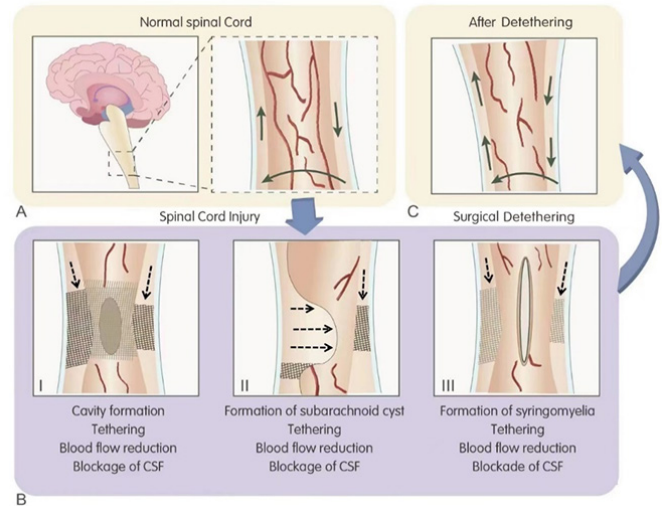 Normal spinal Cord
After Detethering
A
C
Spinal Cord Injury
Surgical Detethering
I
II
III
Cavity formation
Tethering
Blood flow reduction
Blockage of CSF
Formation of subarachnoid cyst
Tethering
Blood flow reduction
Blockage of CSF
Formation of syringomyelia
Tethering
Blood flow reduction
Blockade of CSF
B